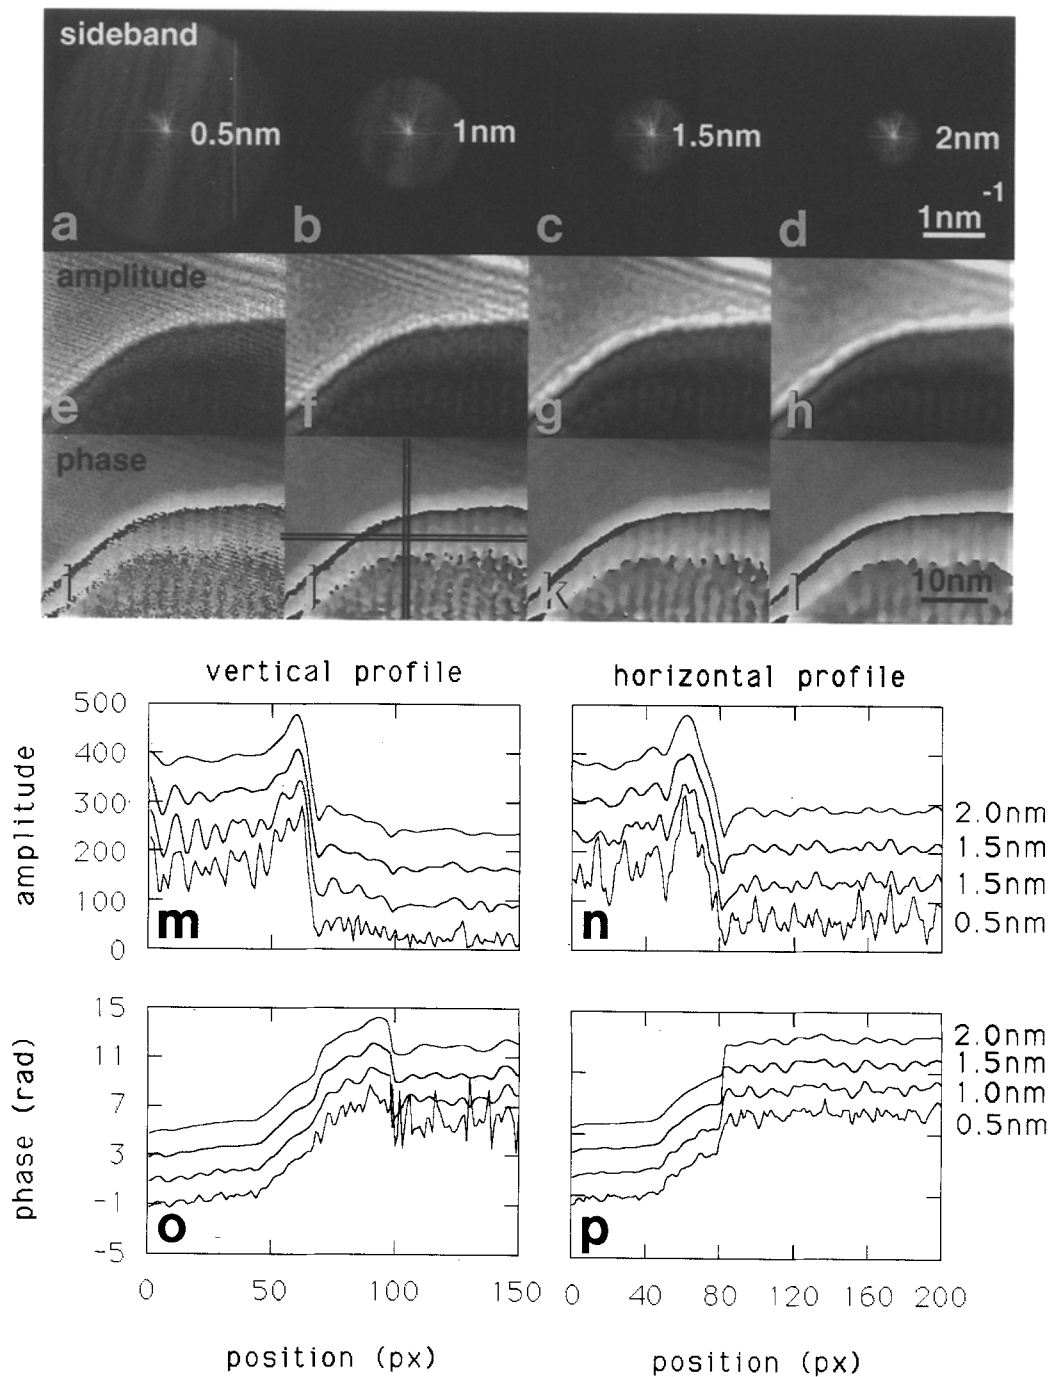 sideband
0.5nm
1nm
1.5nm
2nm
-1
1nm
a
b
c
d
amplitude
e
f
g
h
phase
k
10nm
vertical profile
horizontal profile
amplitude
500
400
300
200
100
0
m
n
2.0nm
1.5nm
1.5nm
0.5nm
phase (rad)
15
11
7
3
-1
-5
o
p
2.0nm
1.5nm
1.0nm
0.5nm
0
50
100
150
0
40
80
120
160
200
position (px)
position (px)